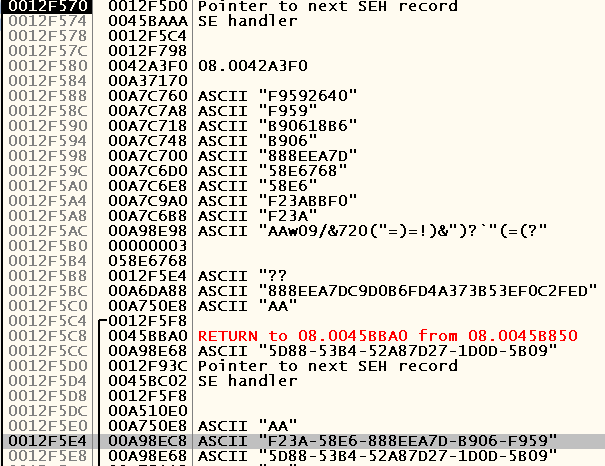 0012F570 0012F5D0 Pointer to next SEH record
0012F574 0045BAAA SE handler
0012F578 0012F5C4
0012F57C 0012F798
0012F580 0042A3F0 08.0042A3F0
0012F584 00A37170
0012F588 00A7C760 ASCII "F9592640"
0012F58C 00A7C7A8 ASCII "F959"
0012F590 00A7C718 ASCII "B90618B6"
0012F594 00A7C748 ASCII "B906"
0012F598 00A7C700 ASCII "888EEA7D"
0012F59C 00A7C6D0 ASCII "58E6768"
0012F5A0 00A7C6E8 ASCII "58E6"
0012F5A4 00A7C9A0 ASCII "F23ABBF0"
0012F5A8 00A7C6B8 ASCII "F23A"
0012F5AC 00A98E98 ASCII "AAw09/&720("=)=!)&")?`"(=(?"
0012F5B0 00000003
0012F5B4 058E6768
0012F5B8 0012F5E4 ASCII "??
0012F5BC 00A6DA88 ASCII "888EEA7DC9D0B6FD4A373B53EF0C2FED"
0012F5C0 00A750E8 ASCII "AA"
0012F5C4 0012F5F8
0012F5C8 0045BBA0 RETURN to 08.0045BBA0 from 08.0045B850
0012F5CC 00A98E68 ASCII "5D88-53B4-52A87D27-1D0D-5B09"
0012F5D0 0012F93C Pointer to next SEH record
0012F5D4 0045BC02 SE handler
0012F5D8 0012F5F8
0012F5DC 00A510E0
0012F5E0 00A750E8 ASCII "AA"
0012F5E4 00A98EC8 ASCII "F23A-58E6-888EEA7D-B906-F959"
0012F5E8 00A98E68 ASCII "5D88-53B4-52A87D27-1D0D-5B09"